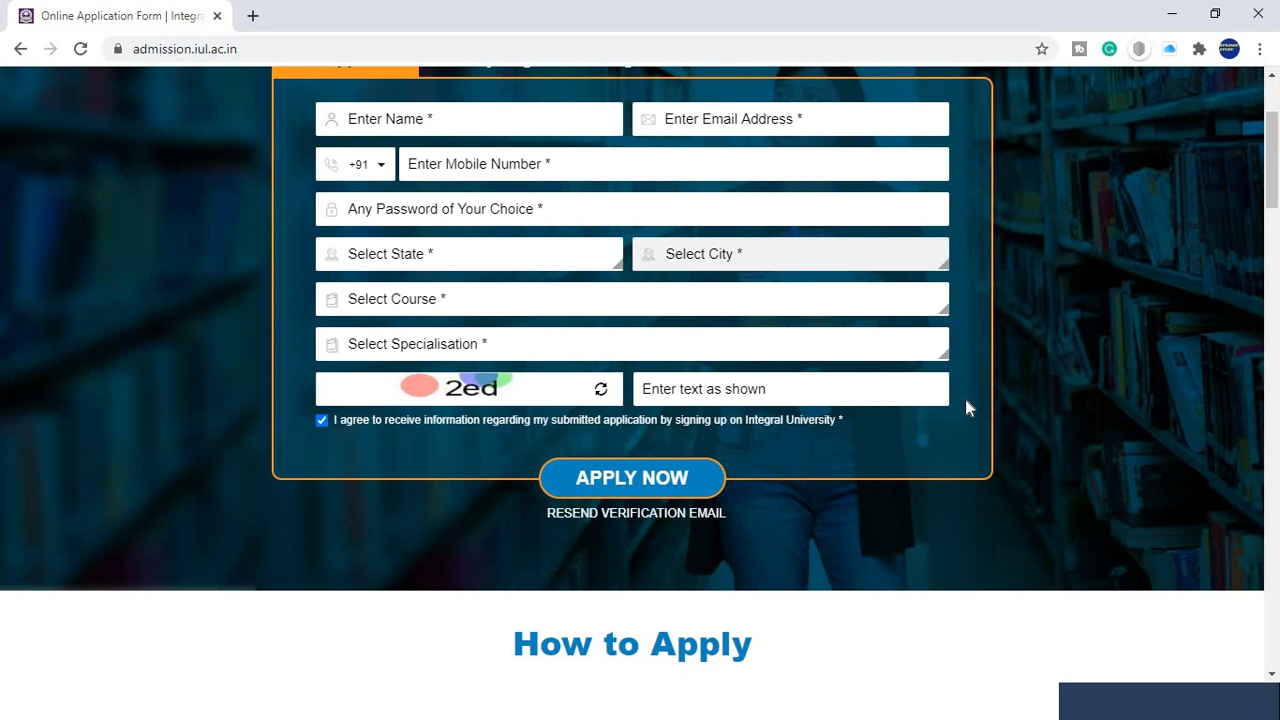 Online Application Form | Integra
admission.iul.ac.in
Enter Name *
Enter Email Address *
+91
Enter Mobile Number *
Any Password of Your Choice *
Select State *
Select City *
Select Course *
Select Specialisation *
2ed
Enter text as shown
I agree to receive information regarding my submitted application by signing up on Integral University *
APPLY NOW
RESEND VERIFICATION EMAIL
How to Apply